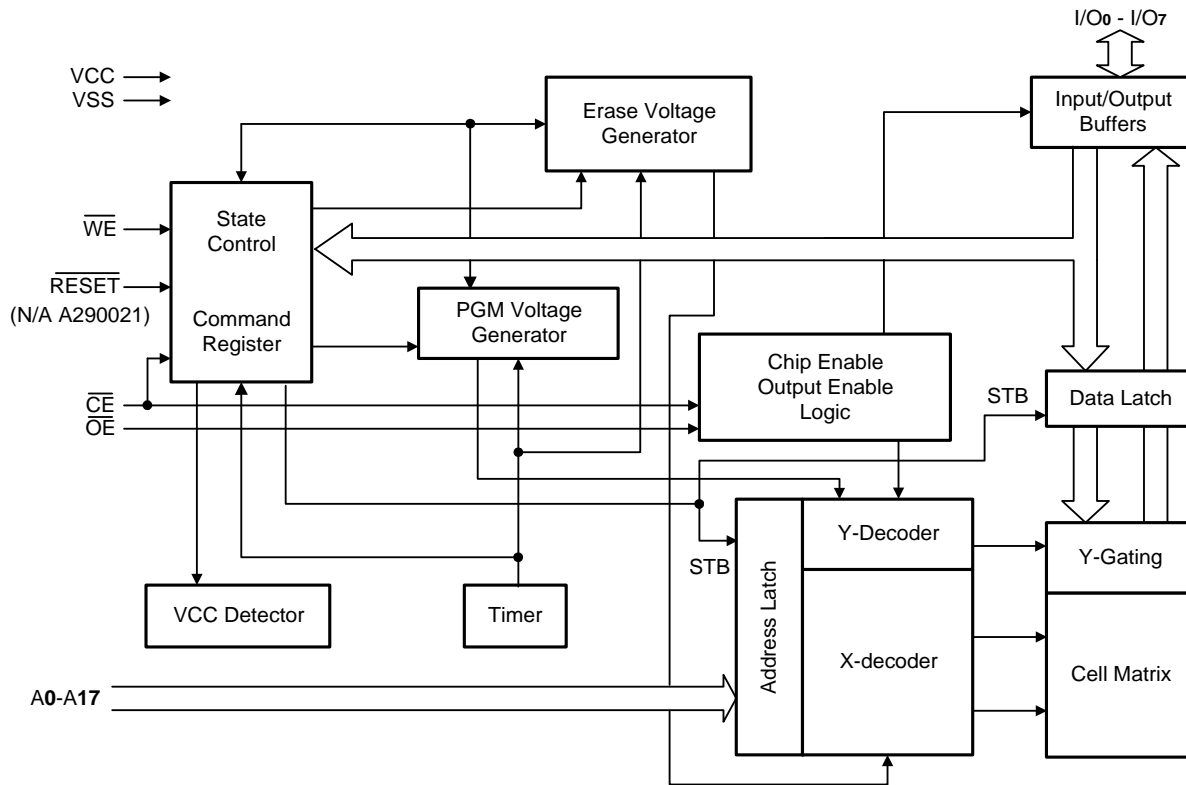 I/O0 - I/O7
VCC
VSS
Erase Voltage
Generator
Input/Output
Buffers
State
Control
WE
RESET
(N/A A290021)
Command
Register
PGM Voltage
Generator
Chip Enable
Output Enable
Logic
CE
OE
STB
Data Latch
Y-Decoder
STB
Y-Gating
Address Latch
VCC Detector
Timer
X-decoder
Cell Matrix
A0-A17